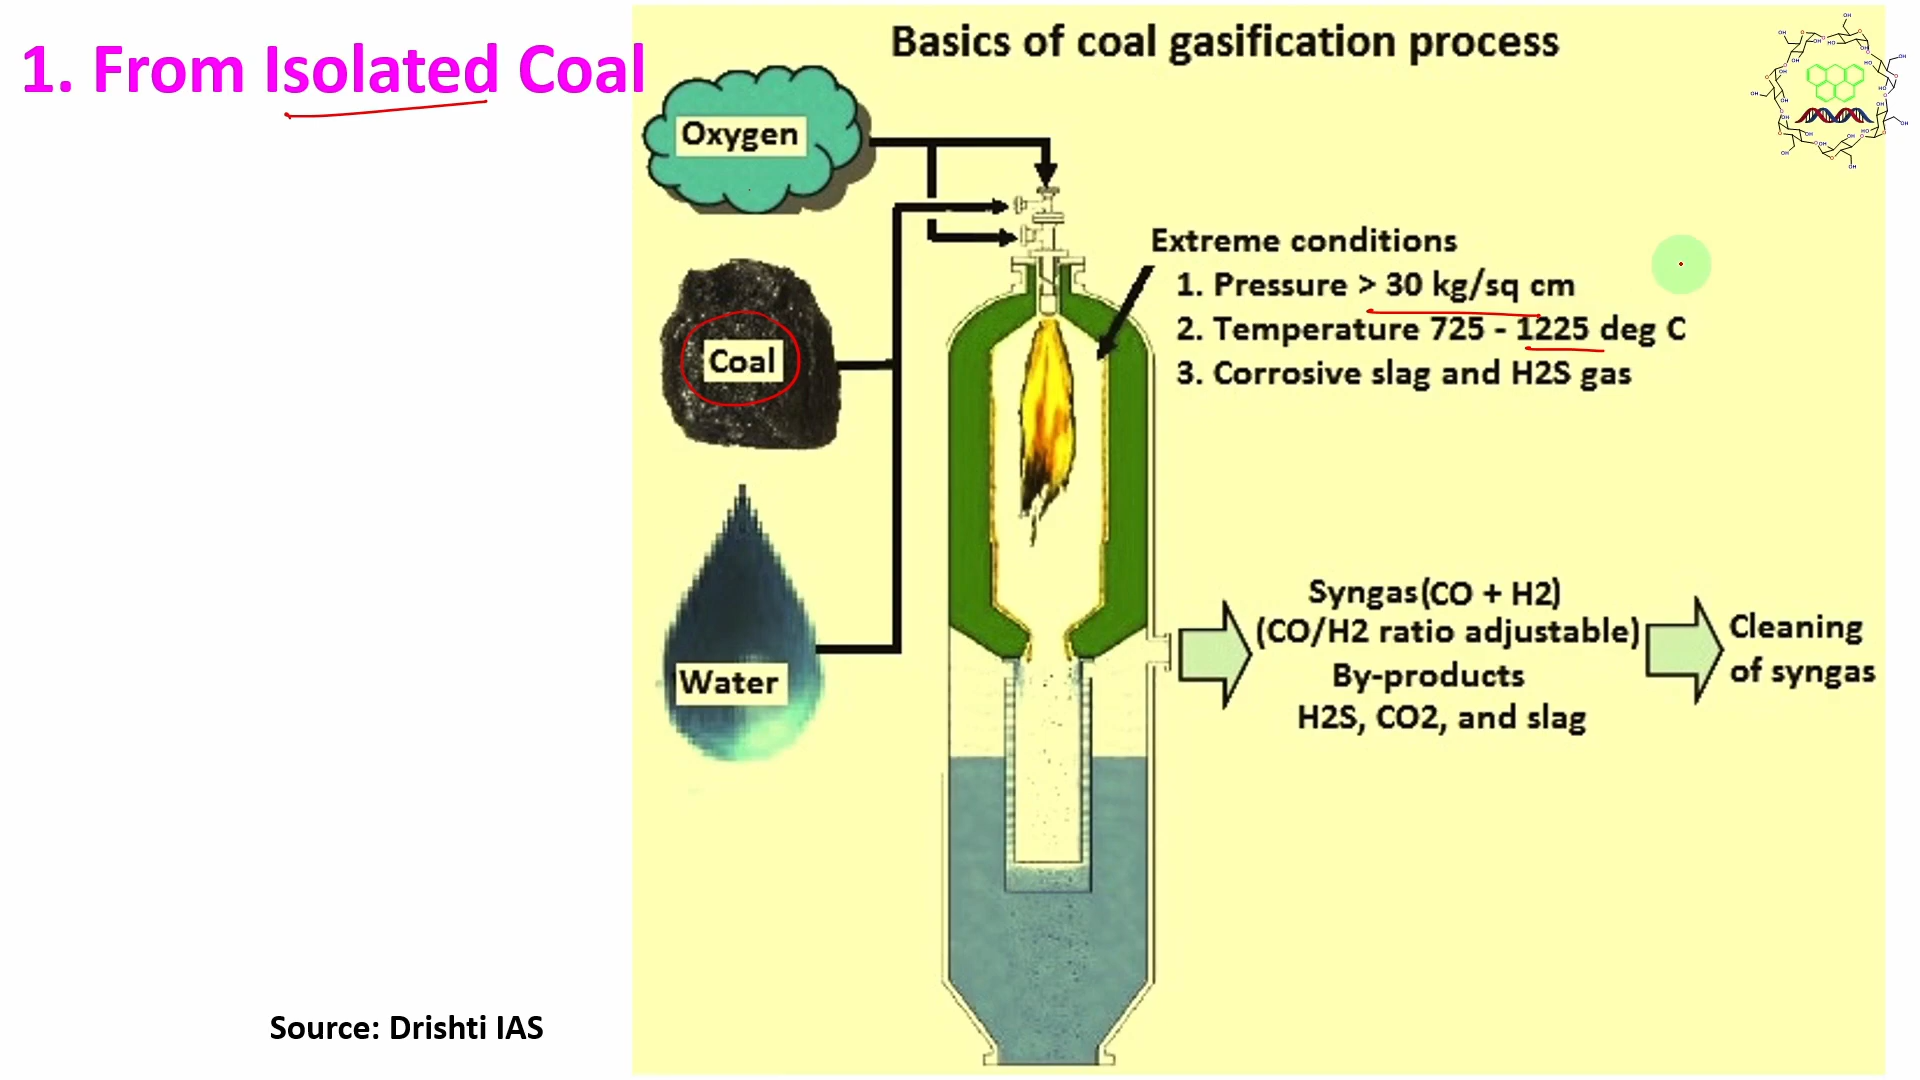 1. From Isolated Coal
Basics of coal gasification process
Oxygen
Extreme conditions
1. Pressure > 30 kg/sq cm
2. Temperature 725 - 1225 deg C
3. Corrosive slag and H2S gas
Coal
Water
Syngas(CO + H2)
(CO/H2 ratio adjustable)
By-products
H2S, CO2, and slag
Cleaning
of syngas
Source: Drishti IAS